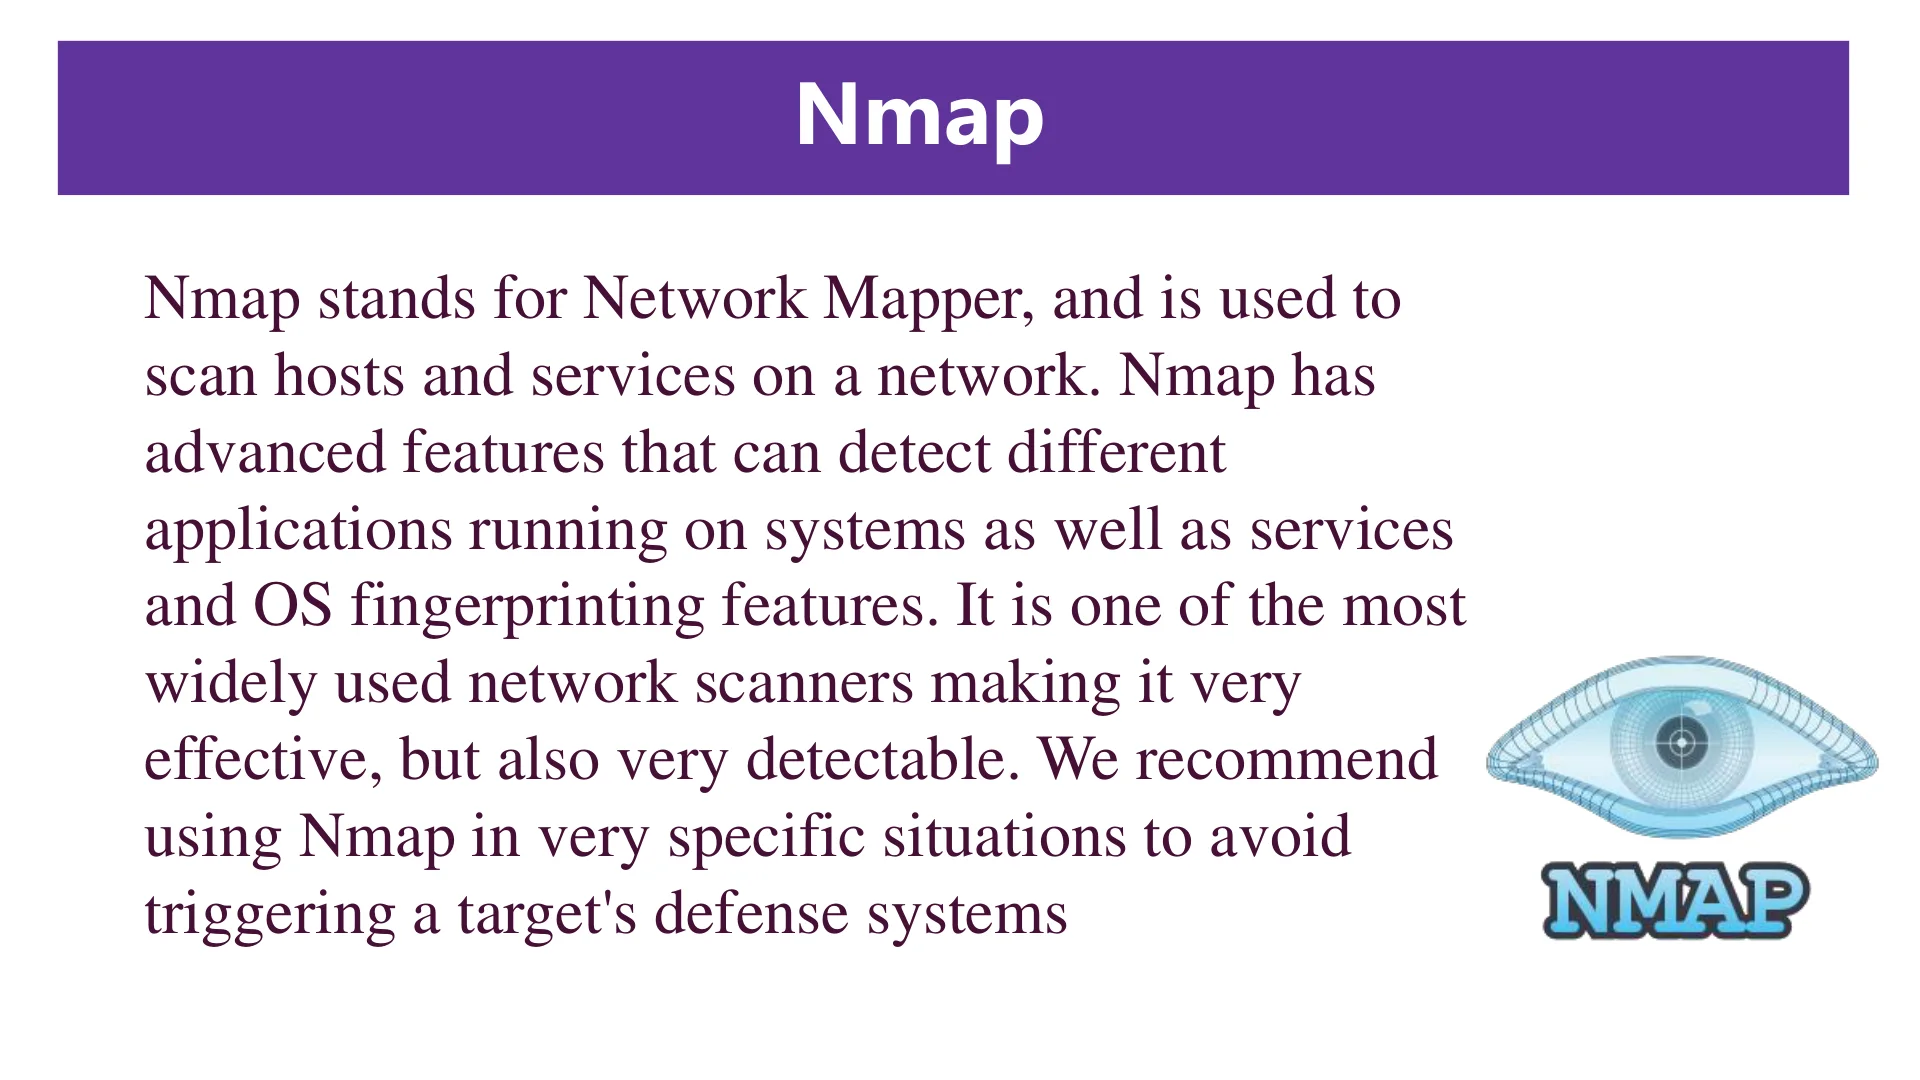 Nmap
Nmap stands for Network Mapper, and is used to
scan hosts and services on a network. Nmap has
advanced features that can detect different
applications running on systems as well as services
and OS fingerprinting features. It is one of the most
widely used network scanners making it very
effective, but also very detectable. We recommend
using Nmap in very specific situations to avoid
triggering a target's defense systems
NMAP